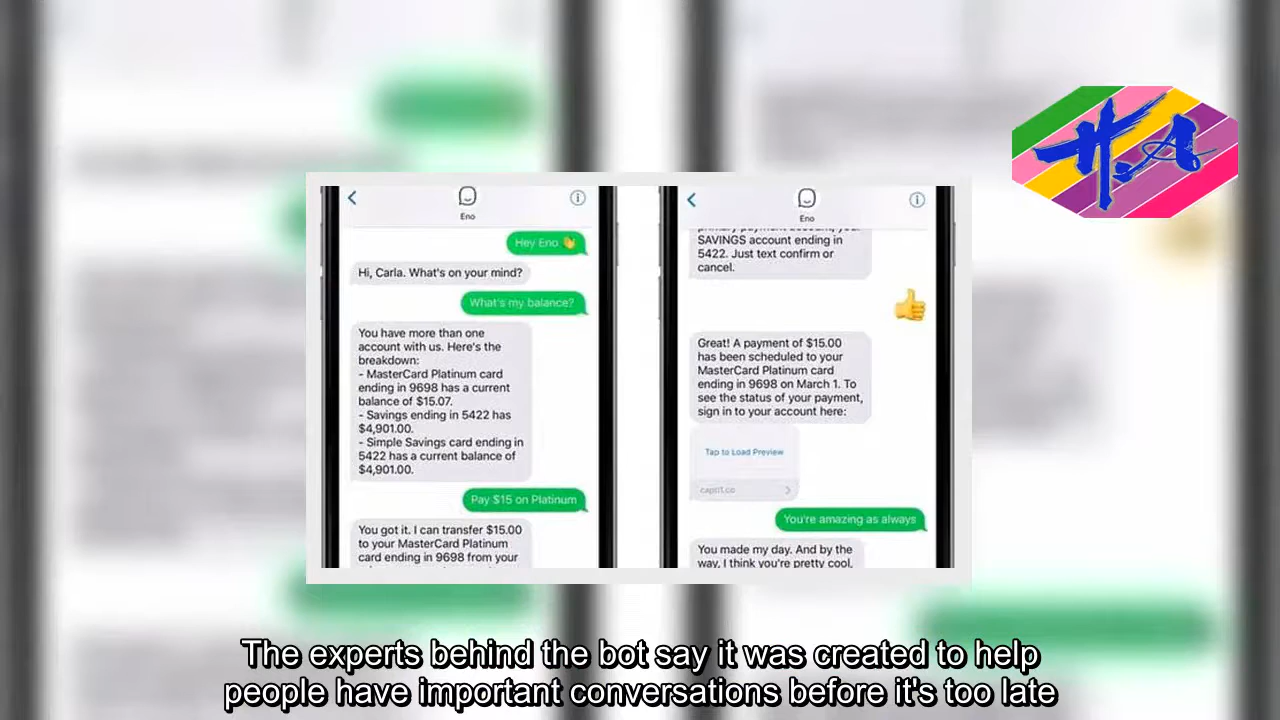 Eno
Hey Eno 👋
Hi, Carla. What's on your mind?
What's my balance?
You have more than one
account with us. Here's the
breakdown:
- MasterCard Platinum card
ending in 9698 has a current
balance of $15.07.
- Savings ending in 5422 has
$4,901.00.
- Simple Savings card ending in
5422 has a current balance of
$4,901.00.
Pay $15 on Platinum
You got it. I can transfer $15.00
to your MasterCard Platinum
card ending in 9698 from your
Eno
primary payment account, your
SAVINGS account ending in
5422. Just text confirm or
cancel.
👍
Great! A payment of $15.00
has been scheduled to your
MasterCard Platinum card
ending in 9698 on March 1. To
see the status of your payment,
sign in to your account here:
Tap to Load Preview
capit1.co
You're amazing as always
You made my day. And by the
way, I think you're pretty cool,
H.A
The experts behind the bot say it was created to help
people have important conversations before it's too late